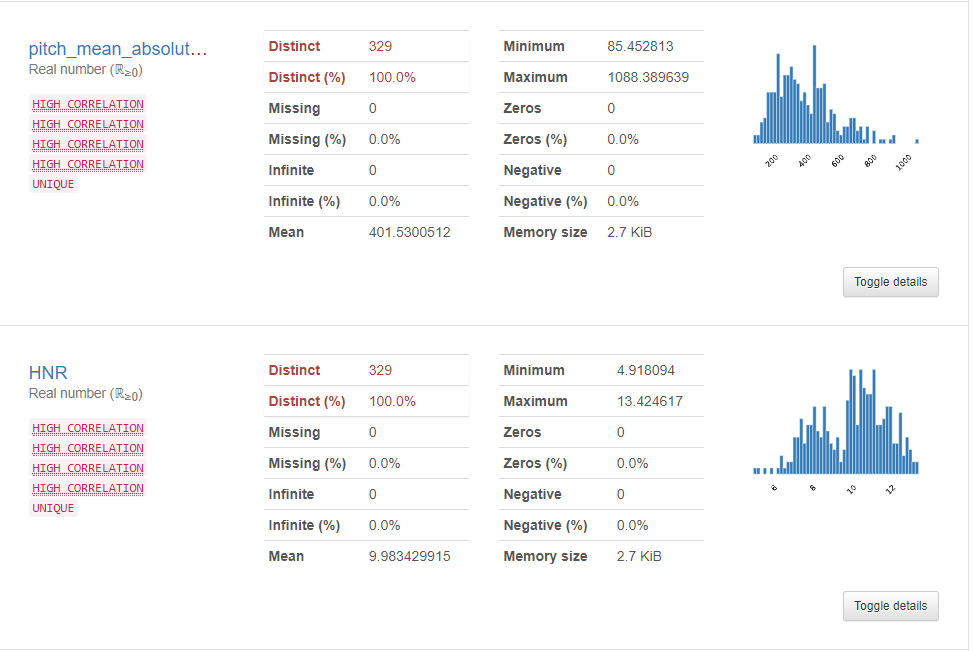 pitch_mean_absolut…
Real number (ℝ≥0)
HIGH CORRELATION
HIGH CORRELATION
HIGH CORRELATION
HIGH CORRELATION
UNIQUE
Distinct 329
Distinct (%) 100.0%
Missing 0
Missing (%) 0.0%
Infinite 0
Infinite (%) 0.0%
Mean 401.5300512
Minimum 85.452813
Maximum 1088.389639
Zeros 0
Zeros (%) 0.0%
Negative 0
Negative (%) 0.0%
Memory size 2.7 KiB
200 400 600 800 1000
Toggle details
HNR
Real number (ℝ≥0)
HIGH CORRELATION
HIGH CORRELATION
HIGH CORRELATION
HIGH CORRELATION
UNIQUE
Distinct 329
Distinct (%) 100.0%
Missing 0
Missing (%) 0.0%
Infinite 0
Infinite (%) 0.0%
Mean 9.983429915
Minimum 4.918094
Maximum 13.424617
Zeros 0
Zeros (%) 0.0%
Negative 0
Negative (%) 0.0%
Memory size 2.7 KiB
6 8 10 12
Toggle details